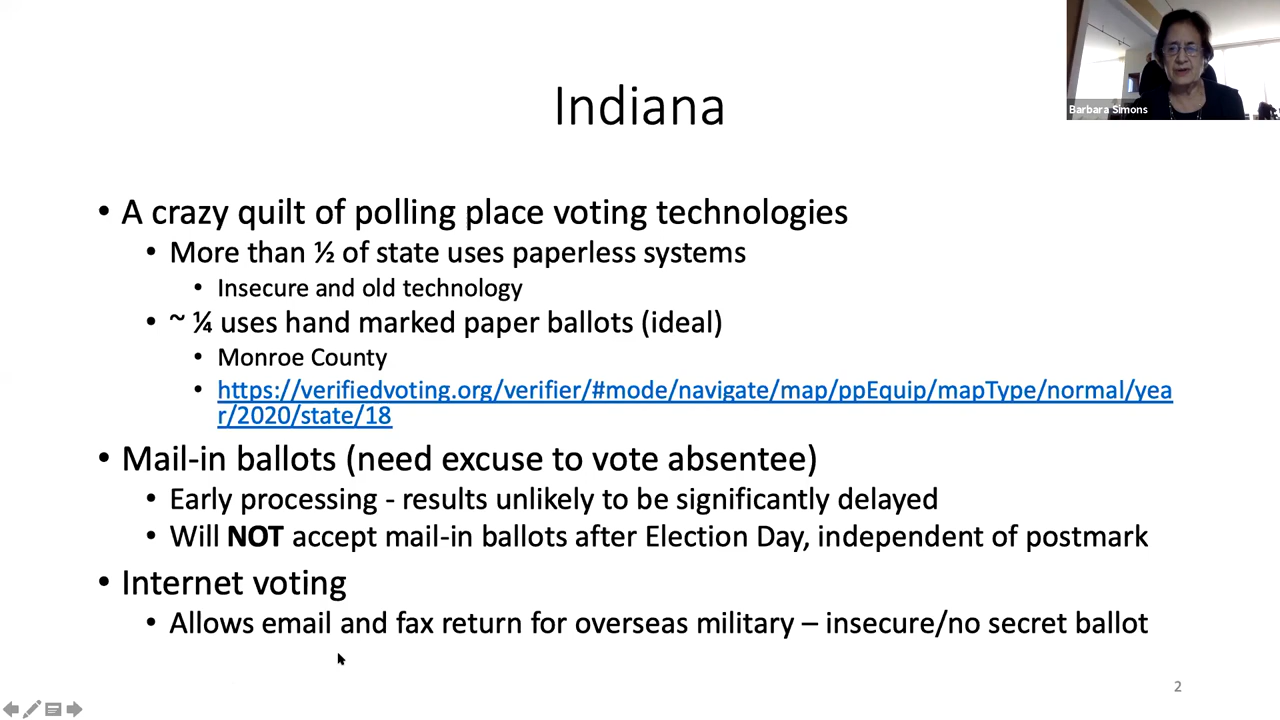 Barbara Simons
Indiana
• A crazy quilt of polling place voting technologies
• More than ½ of state uses paperless systems
• Insecure and old technology
• ~ ¼ uses hand marked paper ballots (ideal)
• Monroe County
• https://verifiedvoting.org/verifier/#mode/navigate/map/ppEquip/mapType/normal/yea
r/2020/state/18
• Mail-in ballots (need excuse to vote absentee)
• Early processing - results unlikely to be significantly delayed
• Will NOT accept mail-in ballots after Election Day, independent of postmark
• Internet voting
• Allows email and fax return for overseas military – insecure/no secret ballot
2